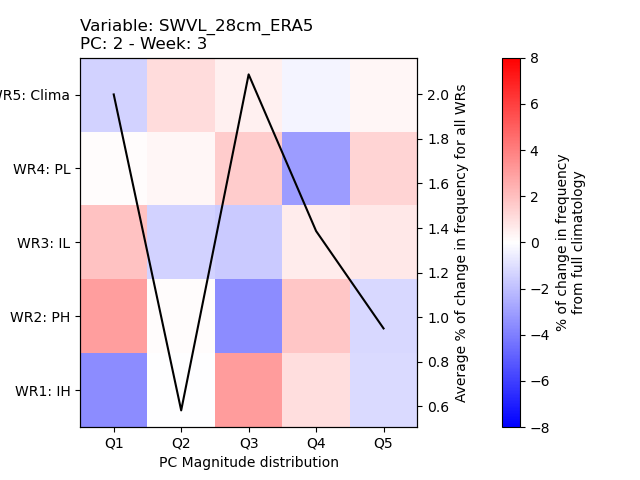 Variable: SWVL_28cm_ERA5
PC: 2 - Week: 3
WR5: Clima
WR4: PL
WR3: IL
WR2: PH
WR1: IH
Q1 Q2 Q3 Q4 Q5
PC Magnitude distribution
2.0
1.8
1.6
1.4
1.2
1.0
0.8
0.6
Average % of change in frequency for all WRs
8
6
4
2
0
−2
−4
−6
−8
% of change in frequency
from full climatology